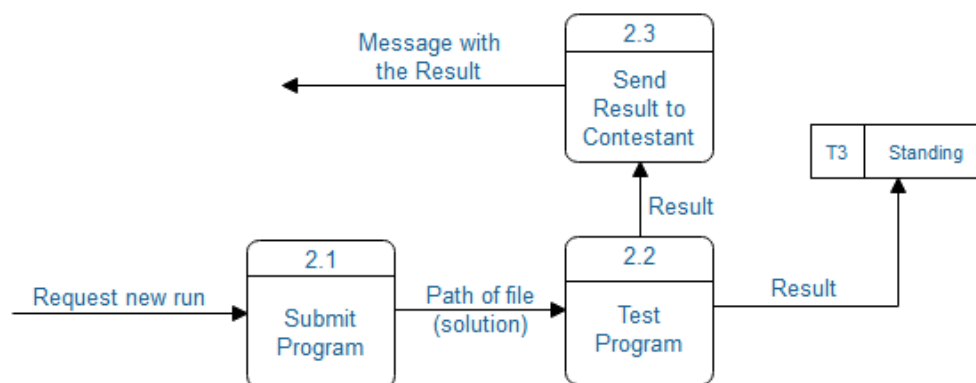 Message with
the Result
2.3
Send
Result to
Contestant
T3
Standing
Result
Request new run
2.1
Submit
Program
Path of file
(solution)
2.2
Test
Program
Result